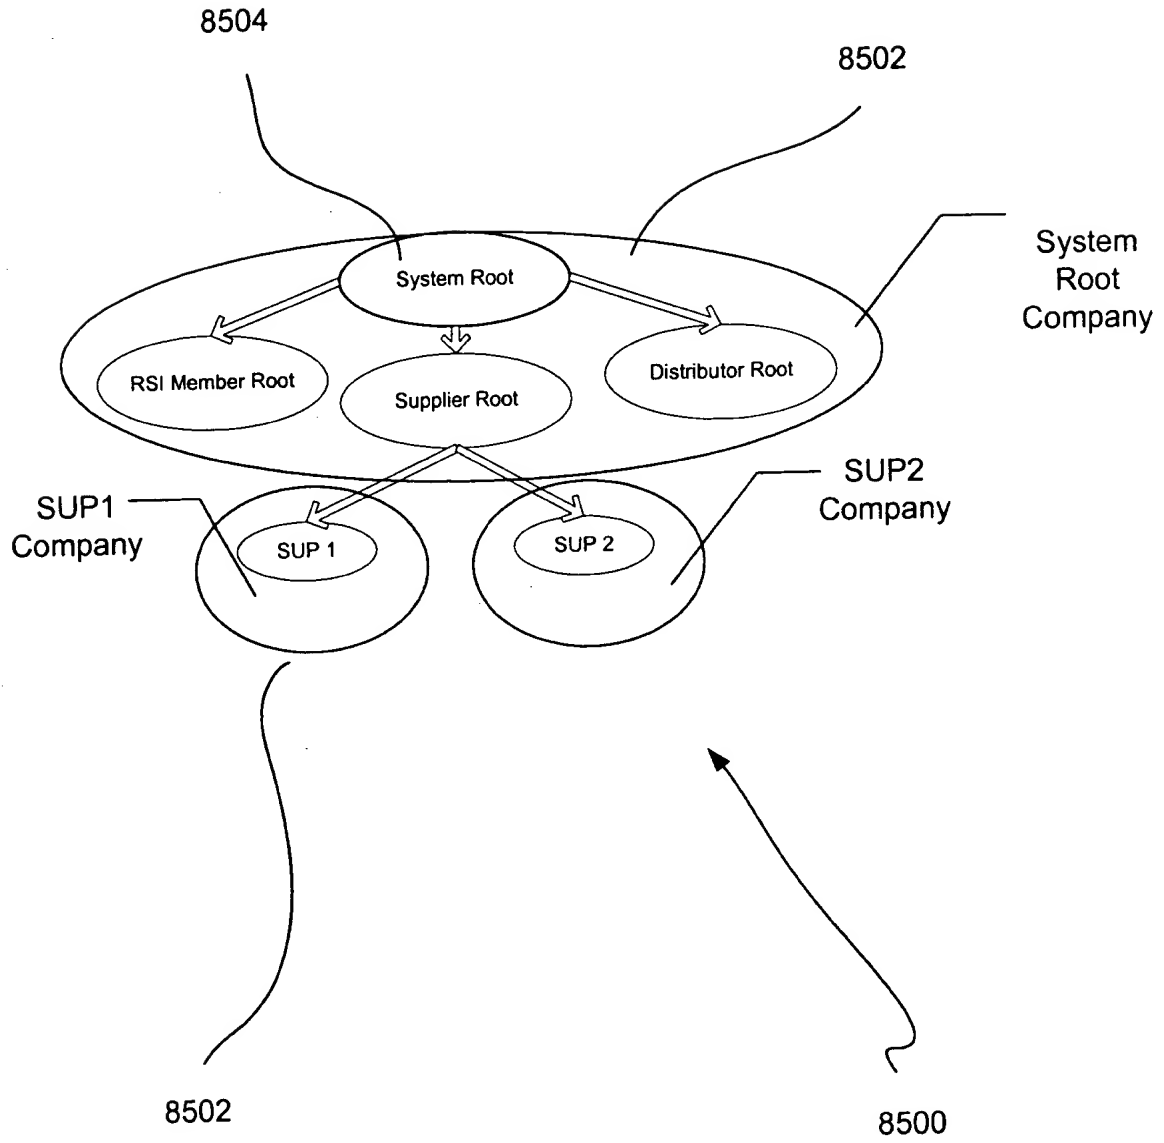 8504
8502
System
Root
Company
System Root
RSI Member Root
Supplier Root
Distributor Root
SUP1
Company
SUP2
Company
SUP 1
SUP 2
8502
8500